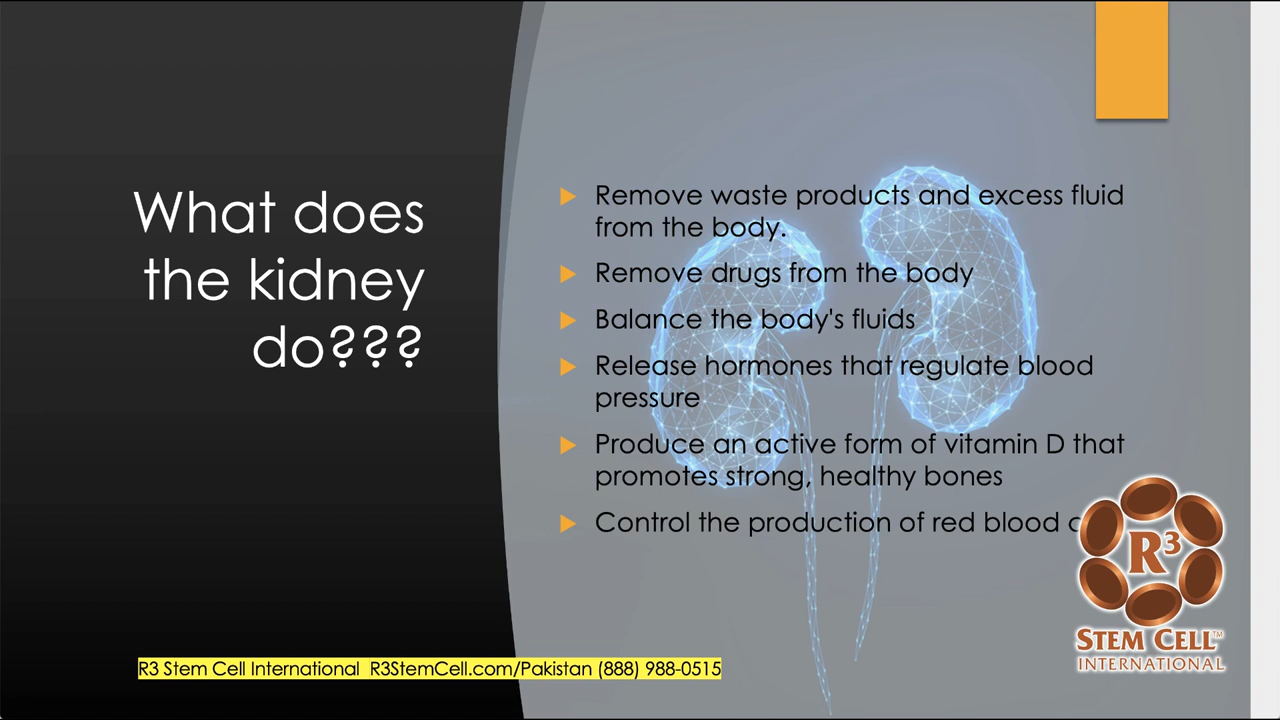 What does
the kidney
do???
Remove waste products and excess fluid
from the body.
Remove drugs from the body
Balance the body's fluids
Release hormones that regulate blood
pressure
Produce an active form of vitamin D that
promotes strong, healthy bones
Control the production of red blood
R3 Stem Cell International R3StemCell.com/Pakistan (888) 988-0515
R³
STEM CELL™
INTERNATIONAL